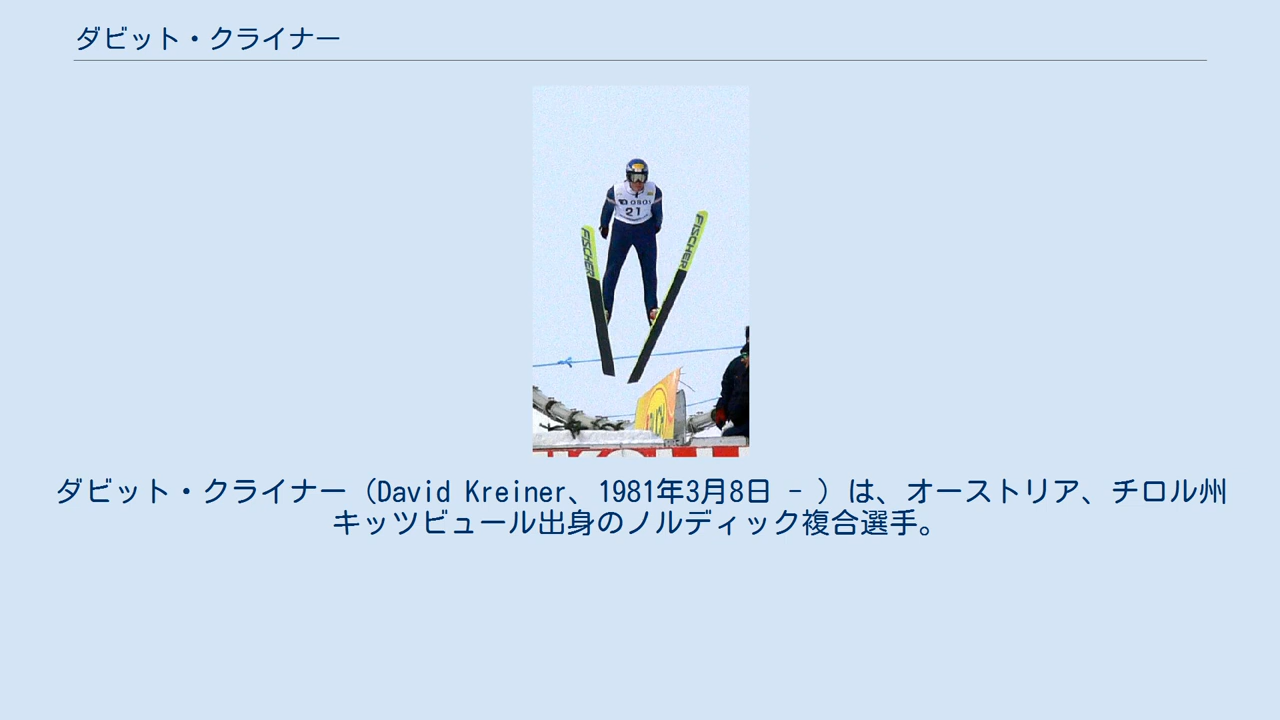 ダビット・クライナー
21
FISCHER
FISCHER
ダビット・クライナー（David Kreiner、1981年3月8日 - ）は、オーストリア、チロル州
キッツビュール出身のノルディック複合選手。